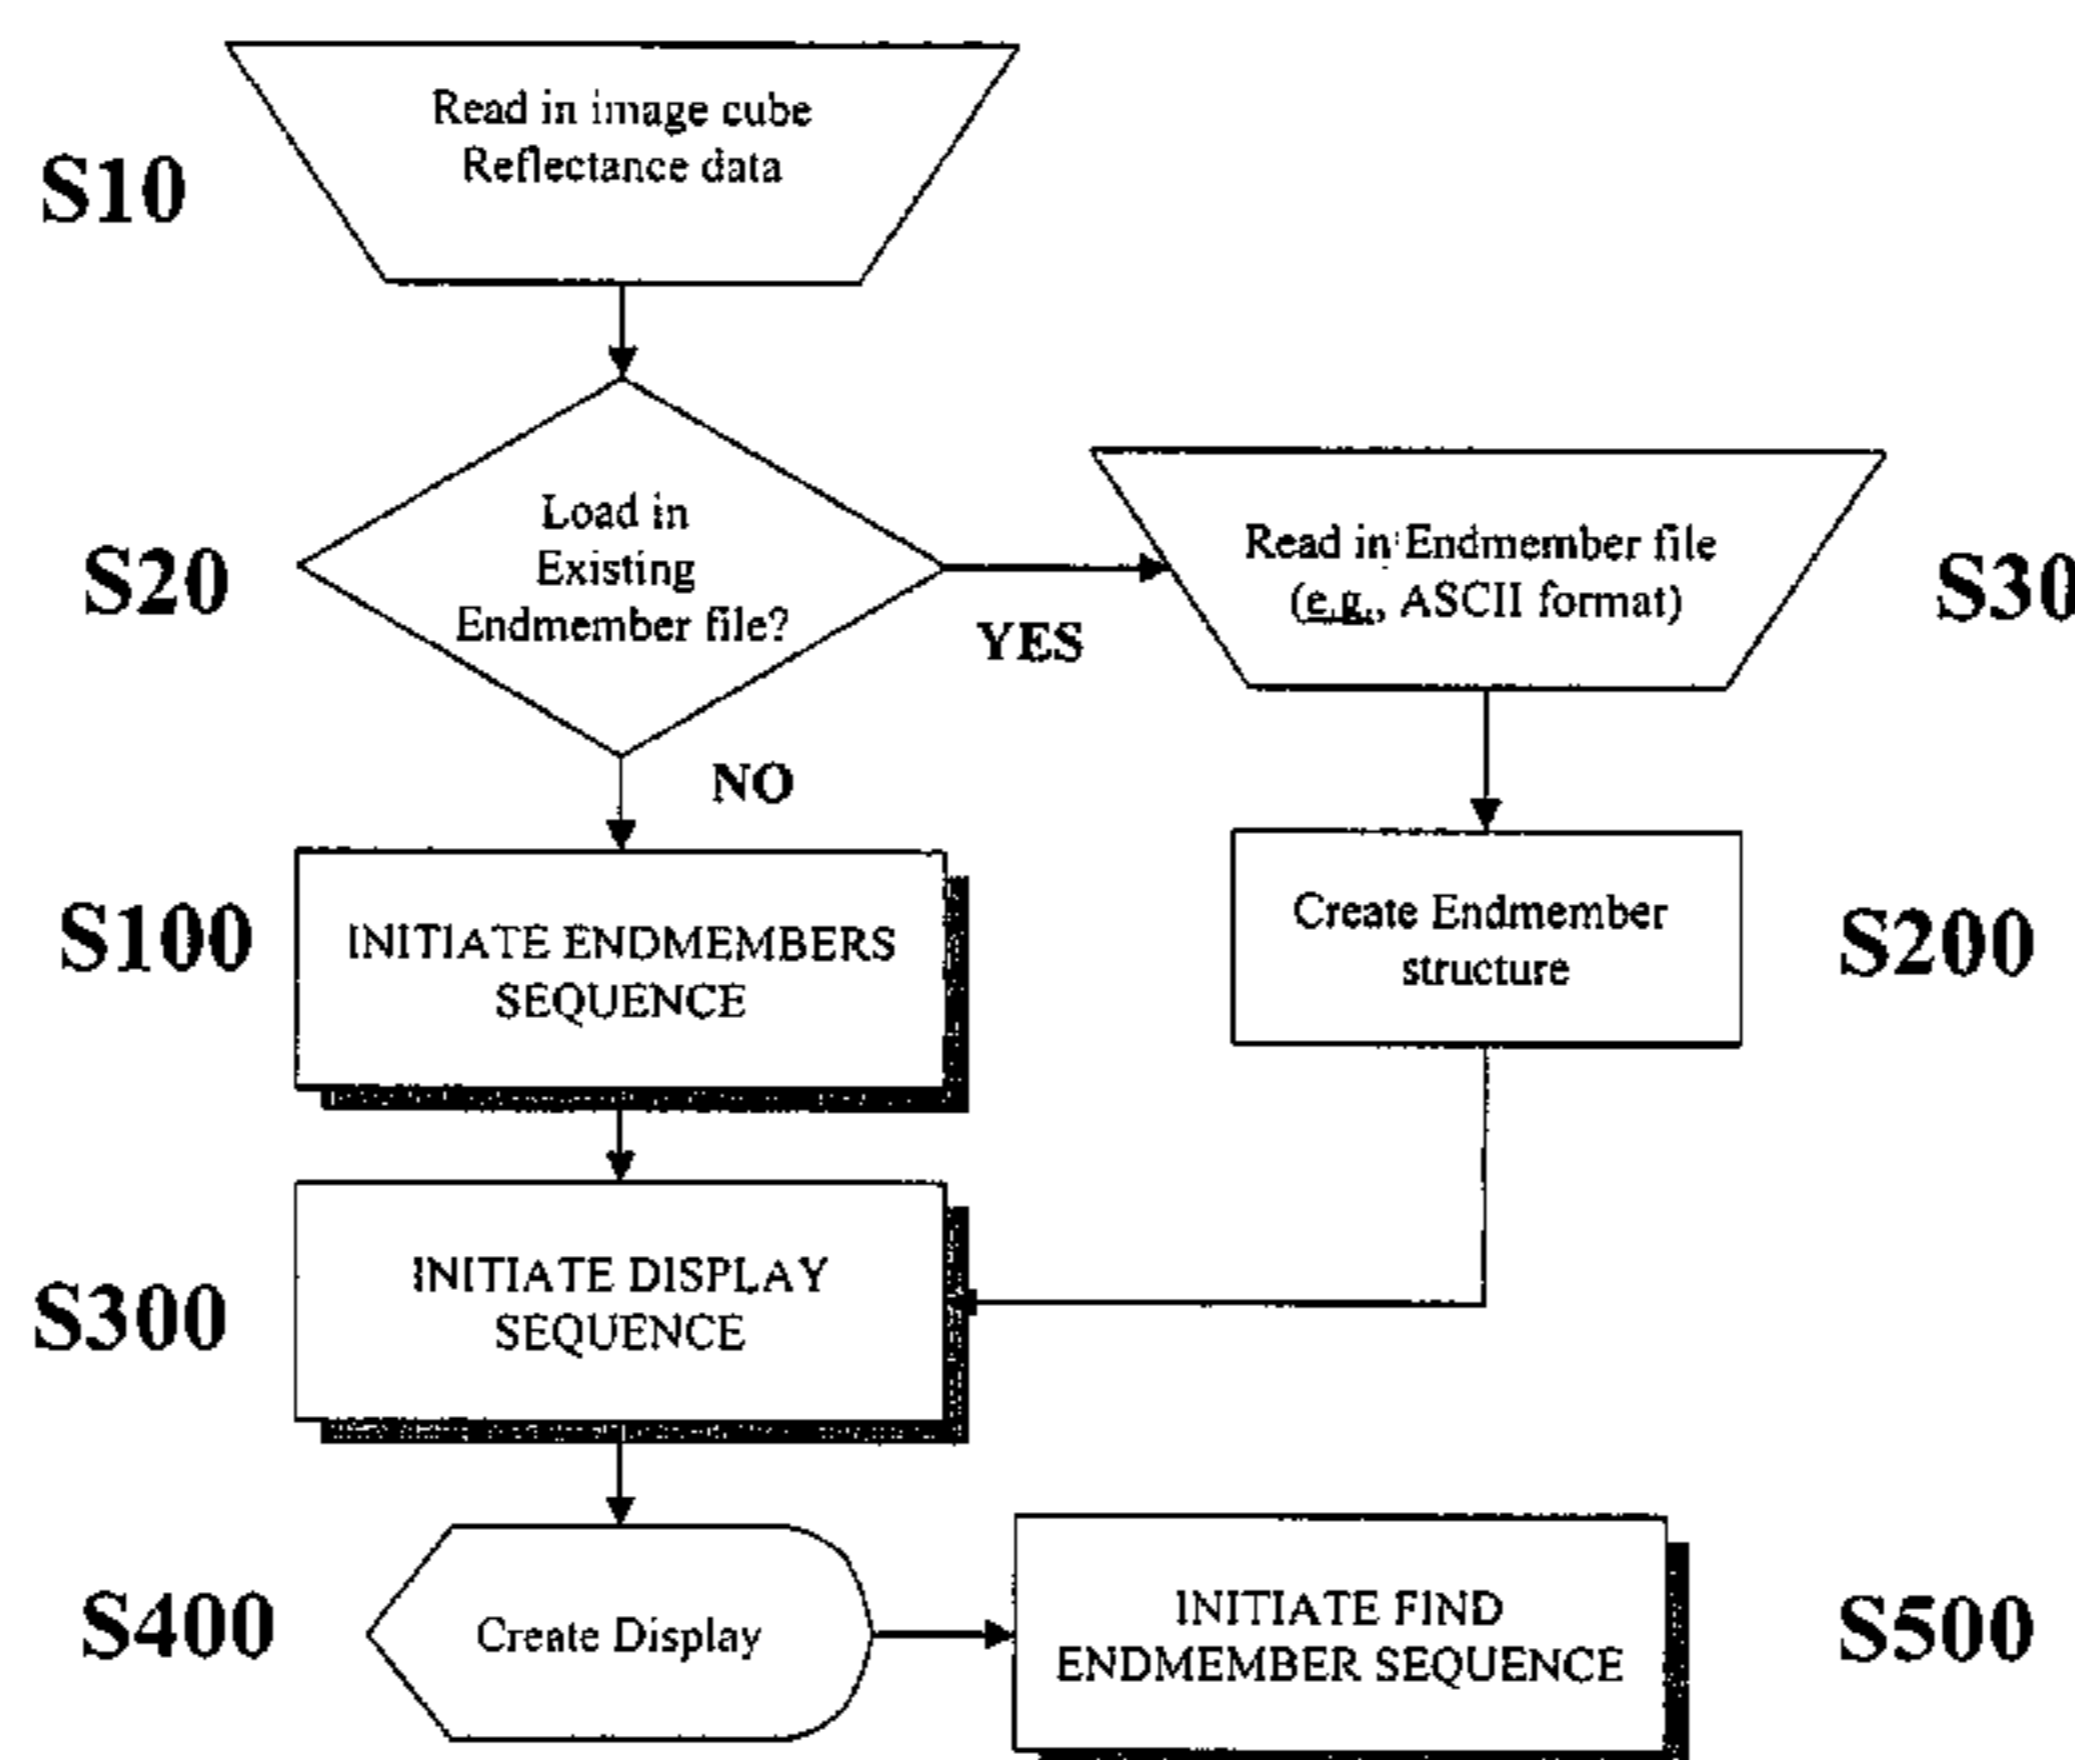 Read in image cube
Reflectance data
S10
Load in
Existing
Endmember file?
S20
YES
Read in Endmember file
(e.g., ASCII format)
S30
NO
S100
INITIATE ENDMEMBERS
SEQUENCE
Create Endmember
structure
S200
S300
INITIATE DISPLAY
SEQUENCE
S400
Create Display
INITIATE FIND
ENDMEMBER SEQUENCE
S500